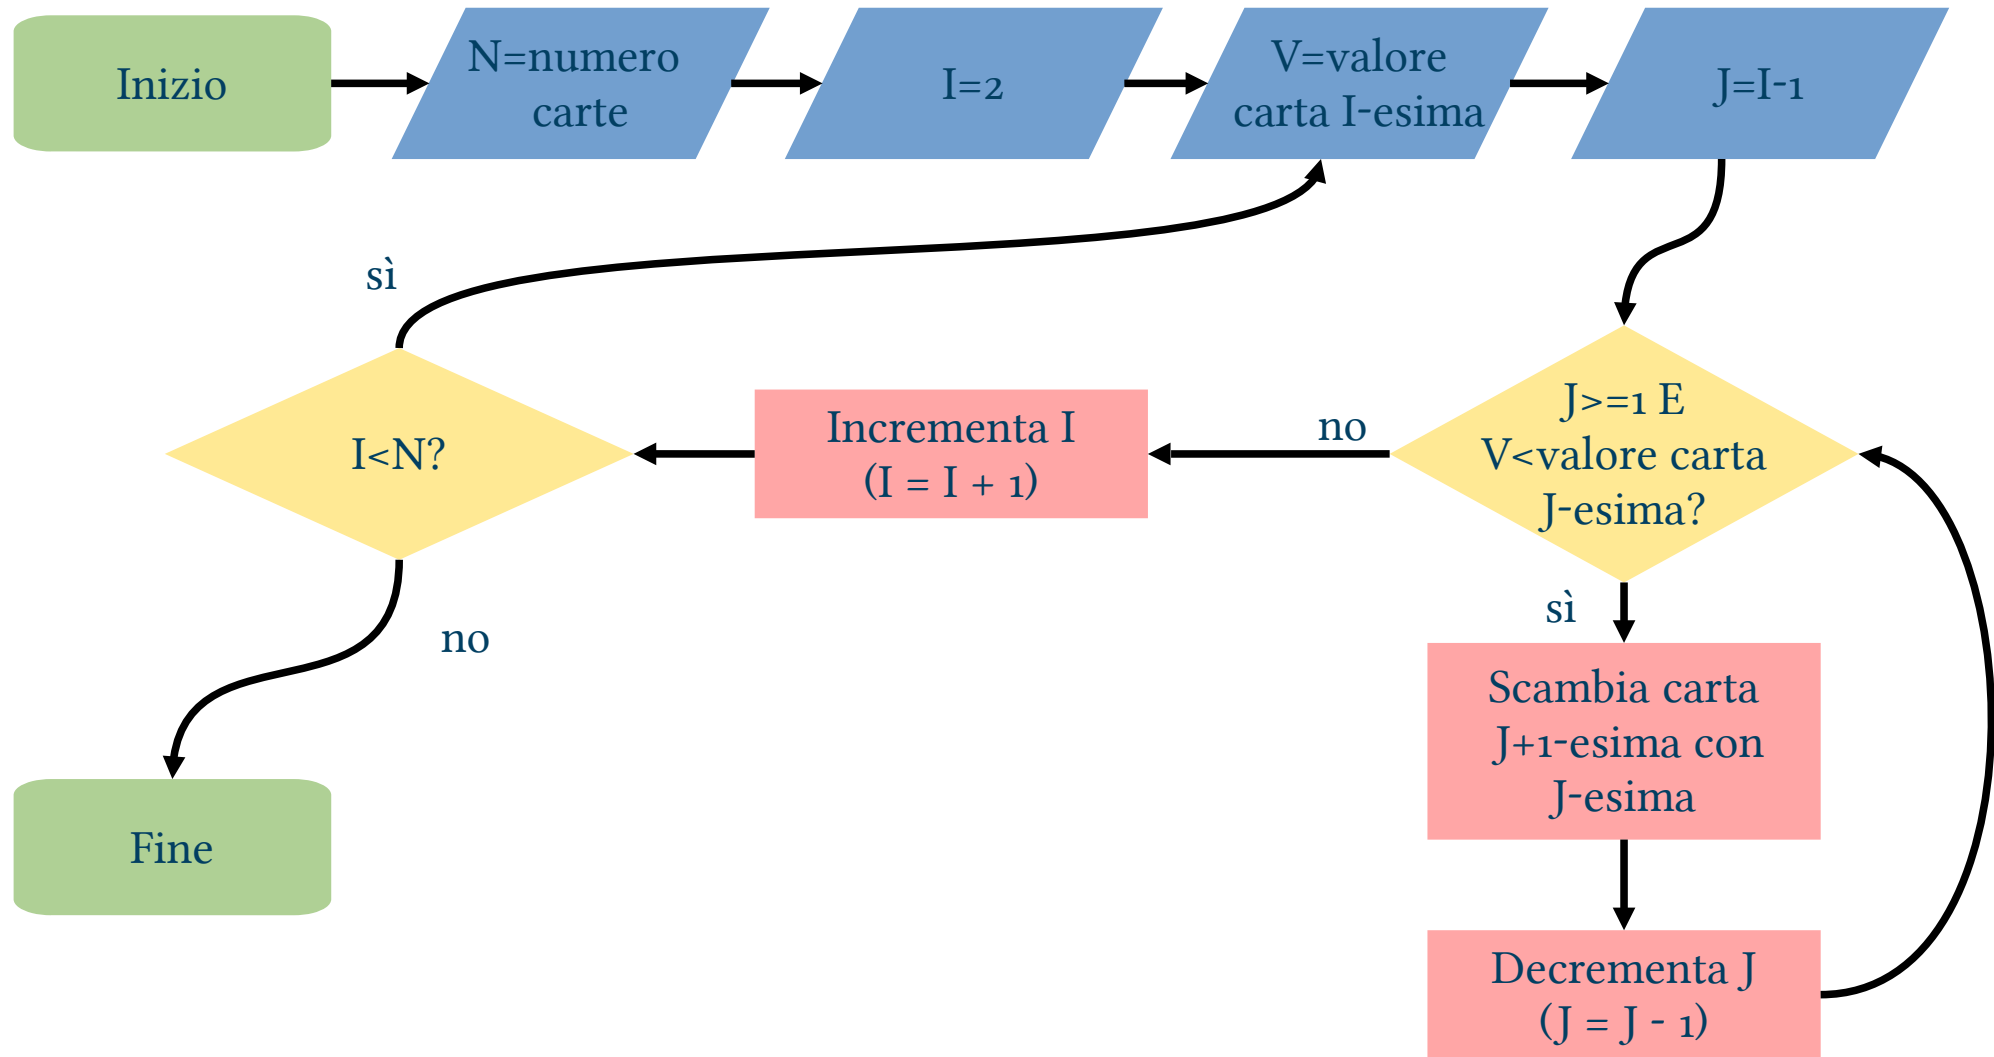 Inizio
N=numero
carte
I=2
V=valore
carta I-esima
J=I-1
sì
J>=1 E
V<valore carta
J-esima?
no
Incrementa I
(I = I + 1)
I<N?
sì
no
Scambia carta
J+1-esima con
J-esima
Fine
Decrementa J
(J = J - 1)